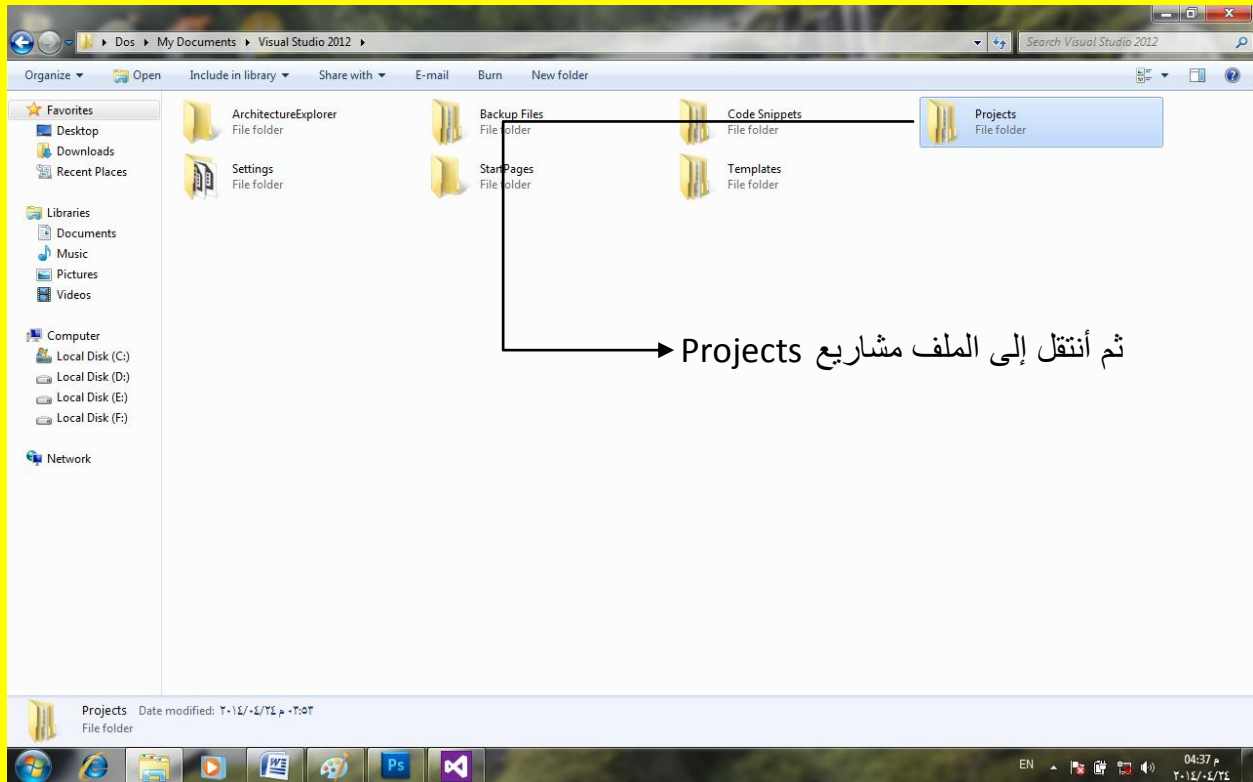 Dos ▸ My Documents ▸ Visual Studio 2012 ▸
Search Visual Studio 2012
Organize Open Include in library Share with E-mail Burn New folder
Favorites
Desktop
Downloads
Recent Places
Libraries
Documents
Music
Pictures
Videos
Computer
Local Disk (C:)
Local Disk (D:)
Local Disk (E:)
Local Disk (F:)
Network
ArchitectureExplorer
File folder
Backup Files
File folder
Code Snippets
File folder
Projects
File folder
Settings
File folder
StartPages
File folder
Templates
File folder
ثم أنتقل إلى الملف مشاريع Projects
Projects Date modified: ٢٠١٤/٠٤/٢٤ م ٠٢:٥٣
File folder
Ps
EN
04:37 م
٢٠١٤/٠٤/٢٤